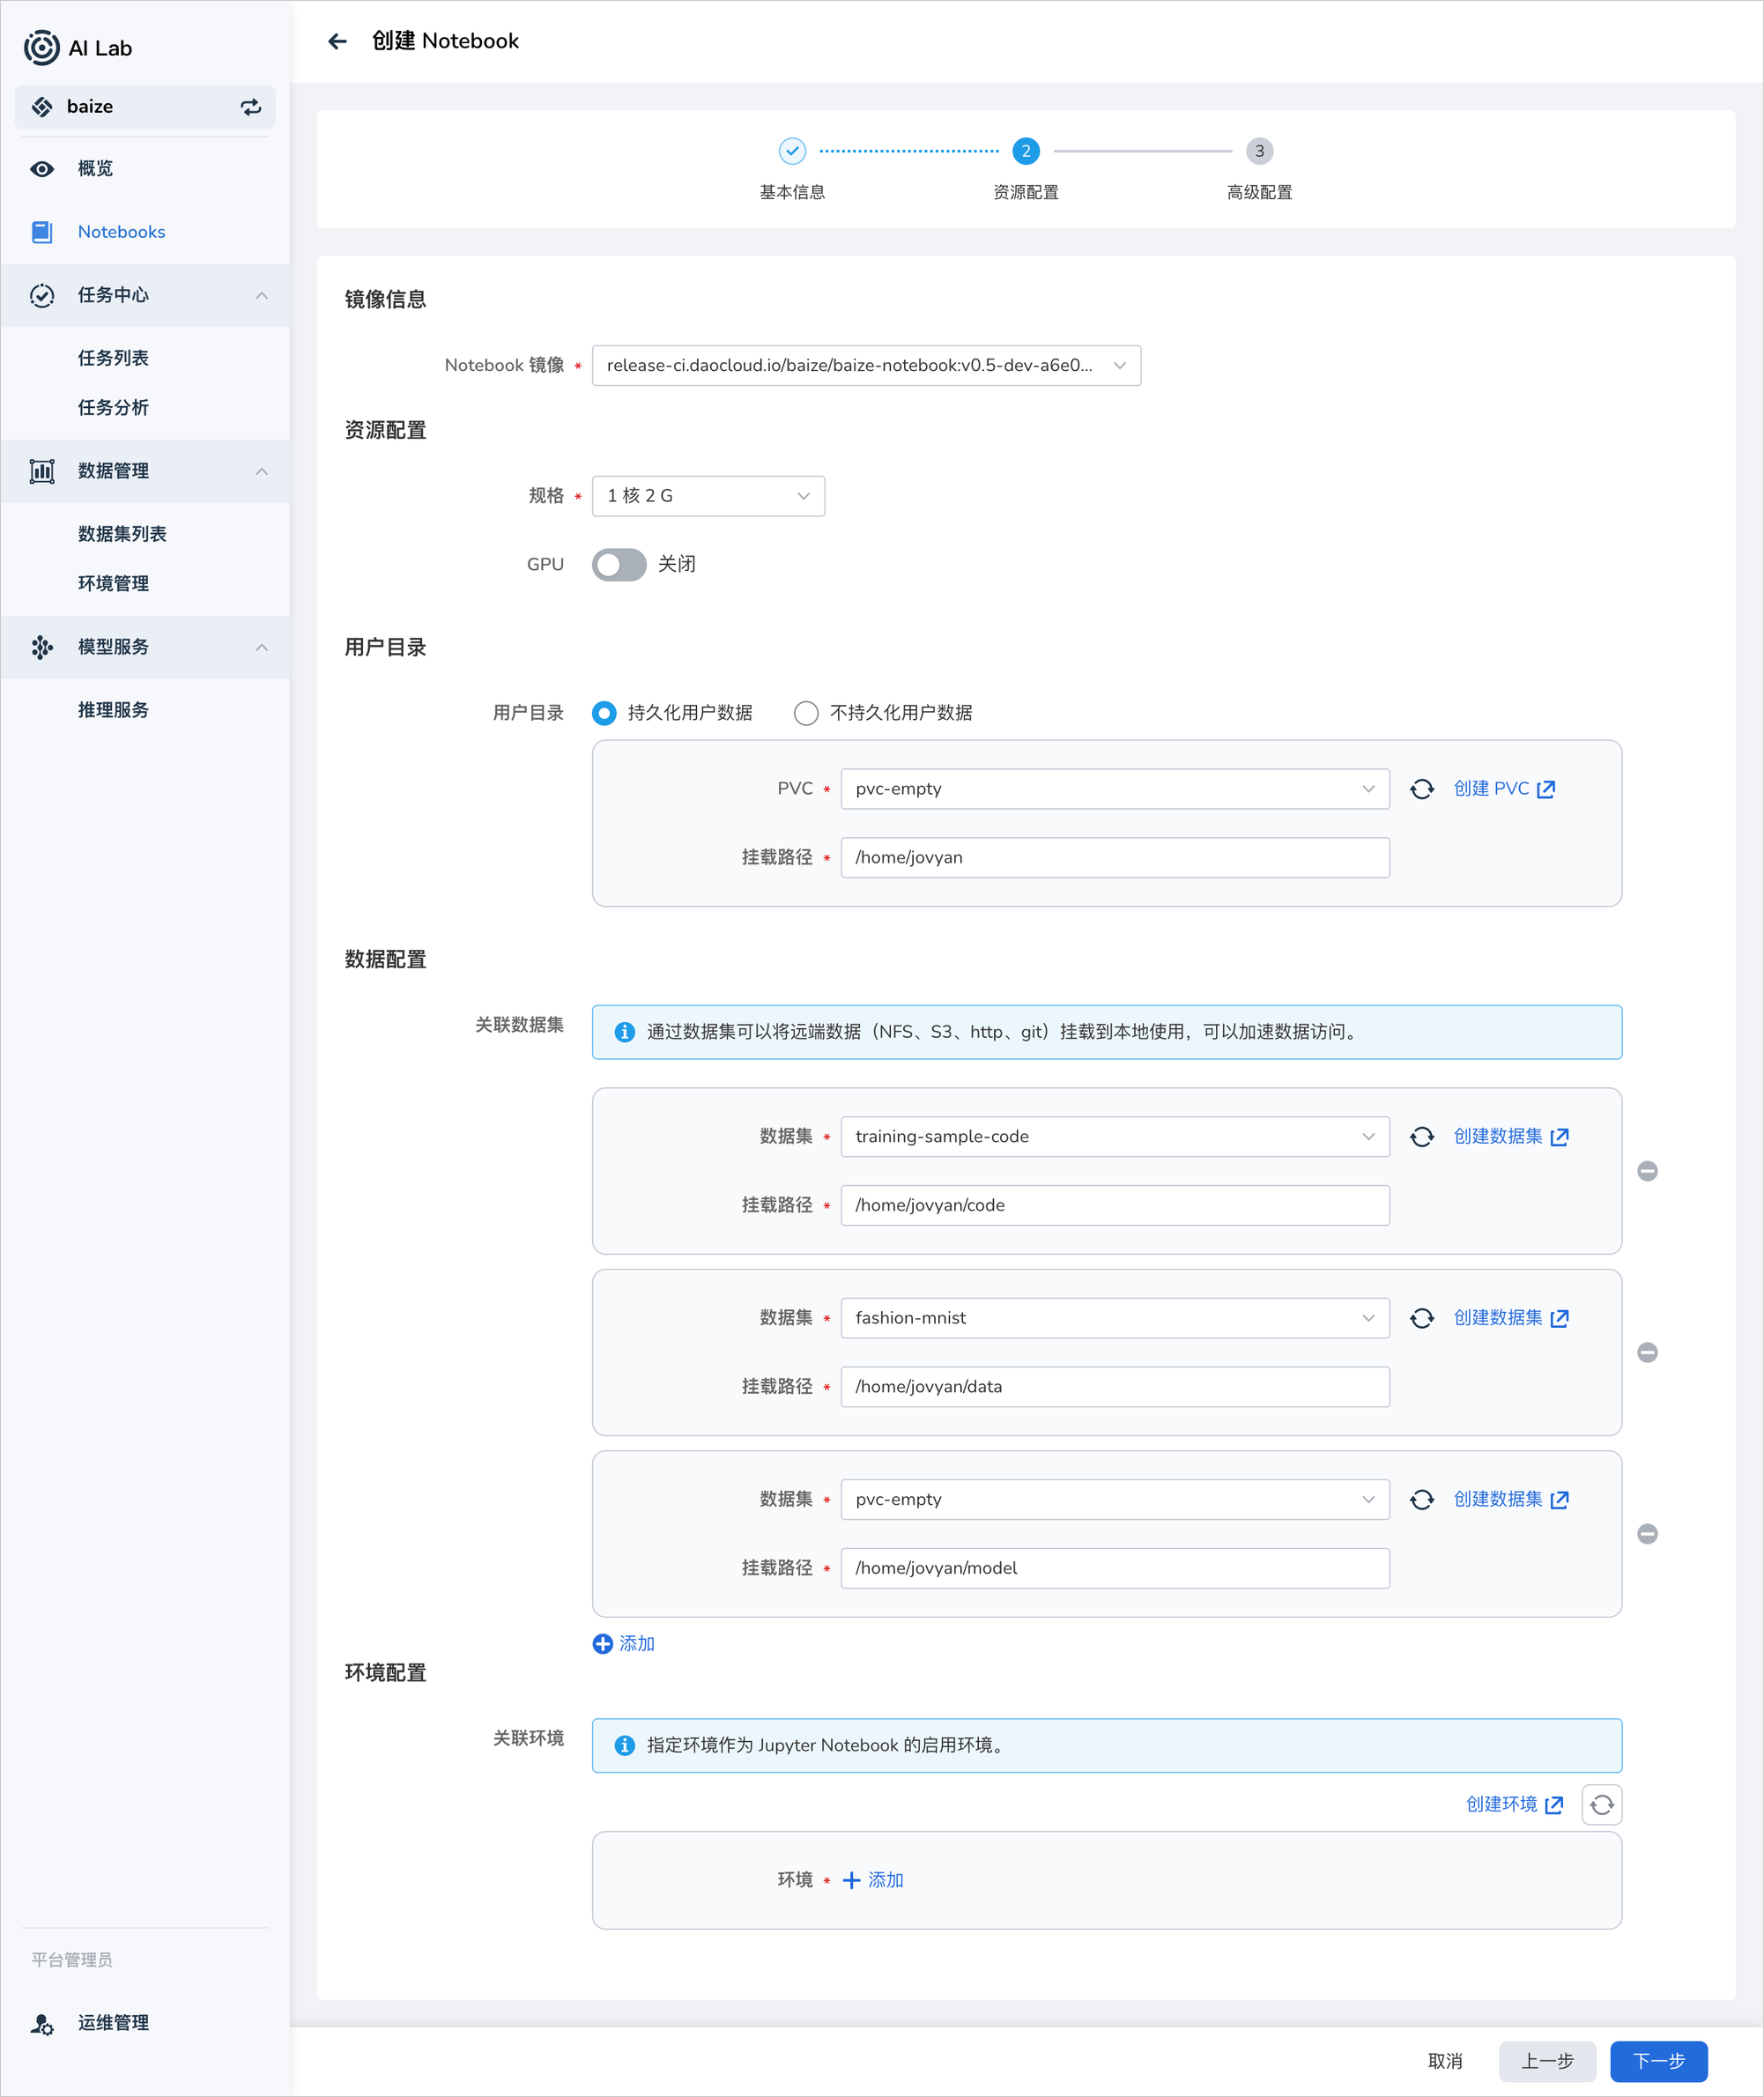 AI Lab
baize
概览
Notebooks
任务中心
任务列表
任务分析
数据管理
数据集列表
环境管理
模型服务
推理服务
平台管理员
运维管理
创建 Notebook
2
3
基本信息
资源配置
高级配置
镜像信息
Notebook 镜像 * release-ci.daocloud.io/baize/baize-notebook:v0.5-dev-a6e0...
资源配置
规格 * 1 核 2 G
GPU 关闭
用户目录
用户目录 持久化用户数据 不持久化用户数据
PVC * pvc-empty 创建 PVC
挂载路径 * /home/jovyan
数据配置
关联数据集 通过数据集可以将远端数据（NFS、S3、http、git）挂载到本地使用，可以加速数据访问。
数据集 * training-sample-code 创建数据集
挂载路径 * /home/jovyan/code
数据集 * fashion-mnist 创建数据集
挂载路径 * /home/jovyan/data
数据集 * pvc-empty 创建数据集
挂载路径 * /home/jovyan/model
添加
环境配置
关联环境 指定环境作为 Jupyter Notebook 的启用环境。
创建环境
环境 * 添加
取消 上一步 下一步